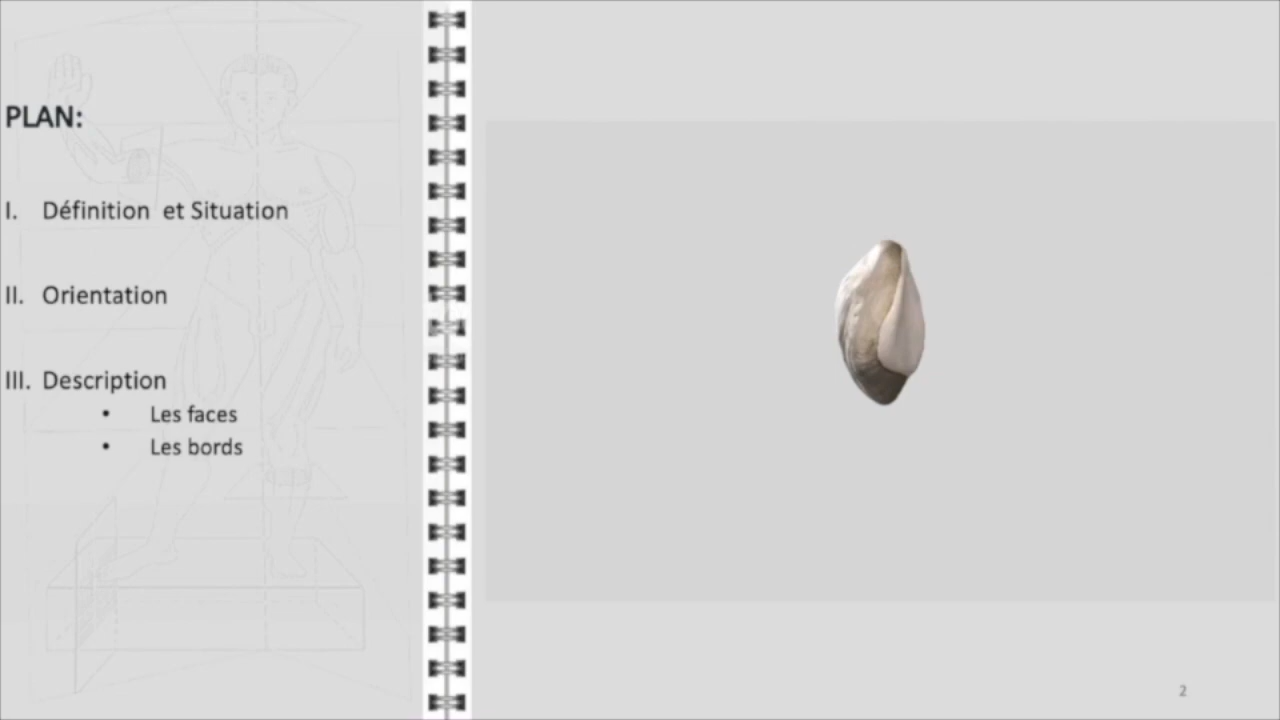 PLAN:
I. Définition et Situation
II. Orientation
III. Description
• Les faces
• Les bords
2